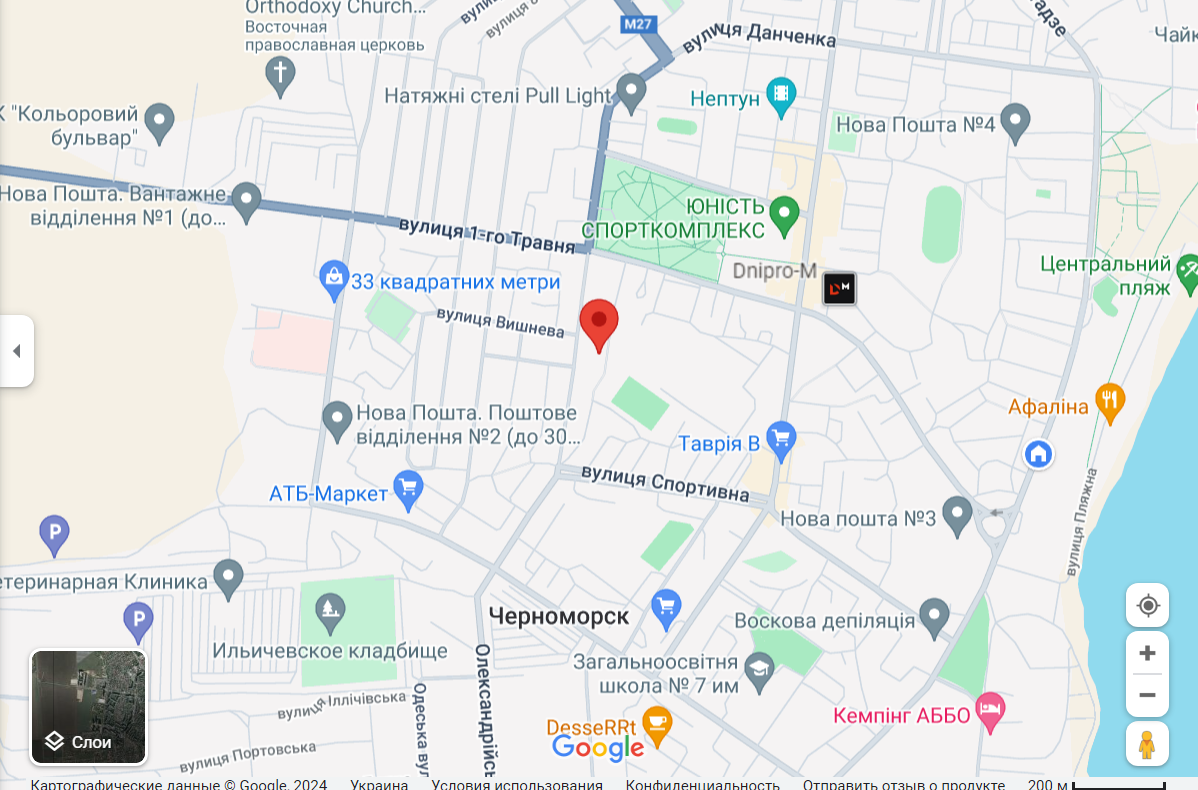 Orthodoxy Church...
Восточная
православная церковь
M27
вулиця Данченка
Чайк
Натяжні стелі Pull Light
Нептун
К "Кольоровий
бульвар"
Нова Пошта №4
Нова Пошта. Вантажне
відділення №1 (до...
вулиця 1-го Травня
ЮНІСТЬ
СПОРТКОМПЛЕКС
Dnipro-M
Центральний
пляж
33 квадратних метри
вулиця Вишнева
Афаліна
Нова Пошта. Поштове
відділення №2 (до 30...
Таврія В
АТБ-Маркет
вулиця Спортивна
Нова пошта №3
вулиця Пляжна
P
етеринарная Клиника
P
Черноморск
Воскова депіляція
Ильичевское кладбище
Загальноосвітня
школа № 7 им
Олександрійсь
Одеська вул
вулиця Іллічівська
Кемпінг АББО
DesseRRt
Google
вулиця Портовська
Слои
Картографические данные © Google, 2024 Украина Условия использования Конфиденциальность Отправить отзыв о продукте 200 м